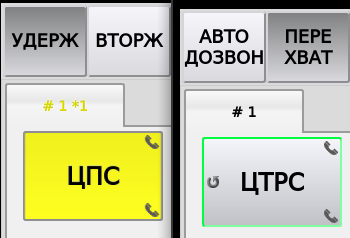 УДЕРЖ
ВТОРЖ
# 1 *1
ЦПС
АВТО
ДОЗВОН
ПЕРЕ
ХВАТ
# 1
ЦТРС